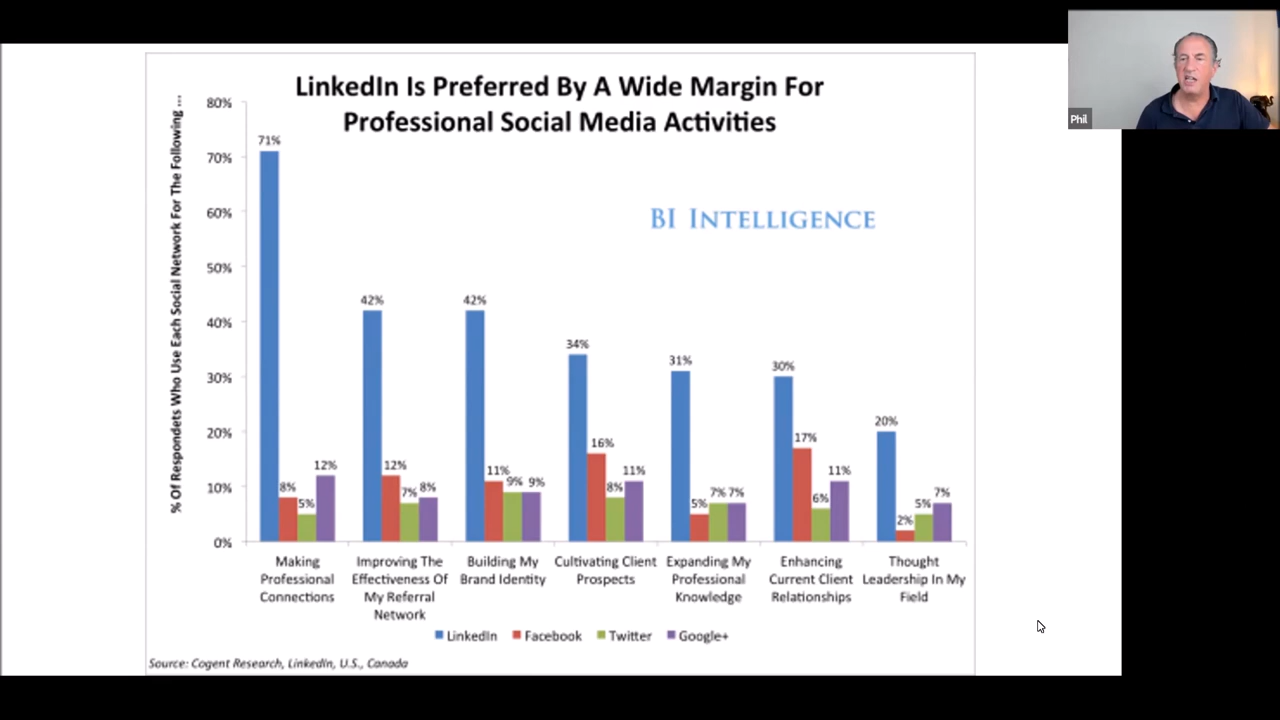 LinkedIn Is Preferred By A Wide Margin For
Professional Social Media Activities
BI INTELLIGENCE
% Of Respondets Who Use Each Social Network For The Following ...
80%
70%
60%
50%
40%
30%
20%
10%
0%
71%
8%
5%
12%
42%
12%
7%
8%
42%
11%
9%
9%
34%
16%
8%
11%
31%
5%
7%
7%
30%
17%
6%
11%
20%
2%
5%
7%
Making
Professional
Connections
Improving The
Effectiveness Of
My Referral
Network
Building My
Brand Identity
Cultivating Client
Prospects
Expanding My
Professional
Knowledge
Enhancing
Current Client
Relationships
Thought
Leadership In My
Field
LinkedIn Facebook Twitter Google+
Source: Cogent Research, LinkedIn, U.S., Canada
Phil